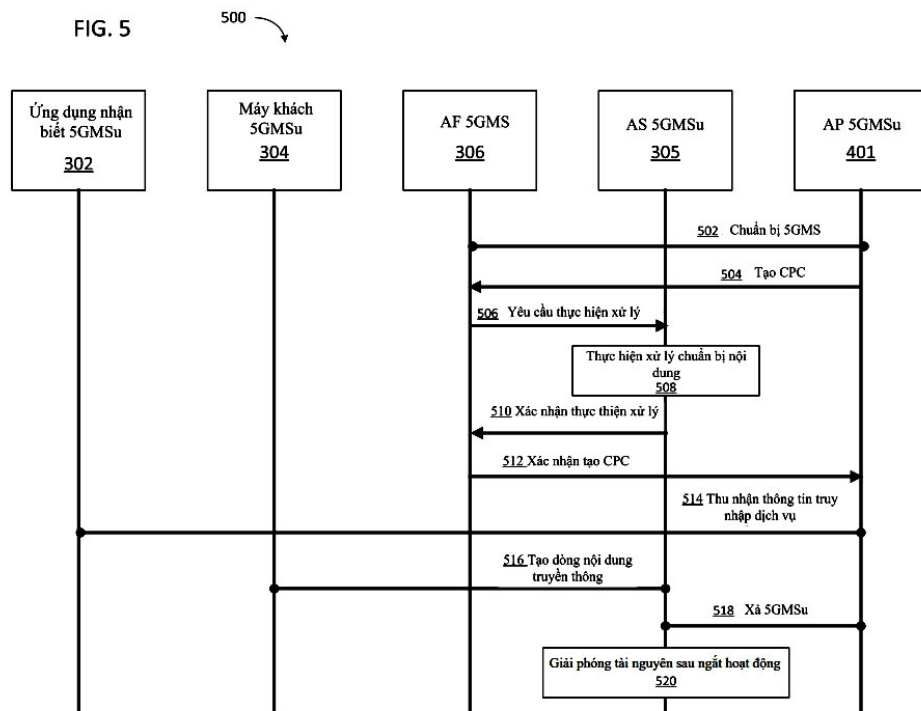 FIG. 5
500
Ứng dụng nhận
biết 5GMSu
302
Máy khách
5GMSu
304
AF 5GMS
306
AS 5GMSu
305
AP 5GMSu
401
502 Chuẩn bị 5GMS
504 Tạo CPC
506 Yêu cầu thực hiện xử lý
Thực hiện xử lý chuẩn bị nội
dung
508
510 Xác nhận thực thiện xử lý
512 Xác nhận tạo CPC
514 Thu nhận thông tin truy
nhập dịch vụ
516 Tạo dòng nội dung
truyền thông
518 Xả 5GMSu
Giải phóng tài nguyên sau ngắt hoạt động
520